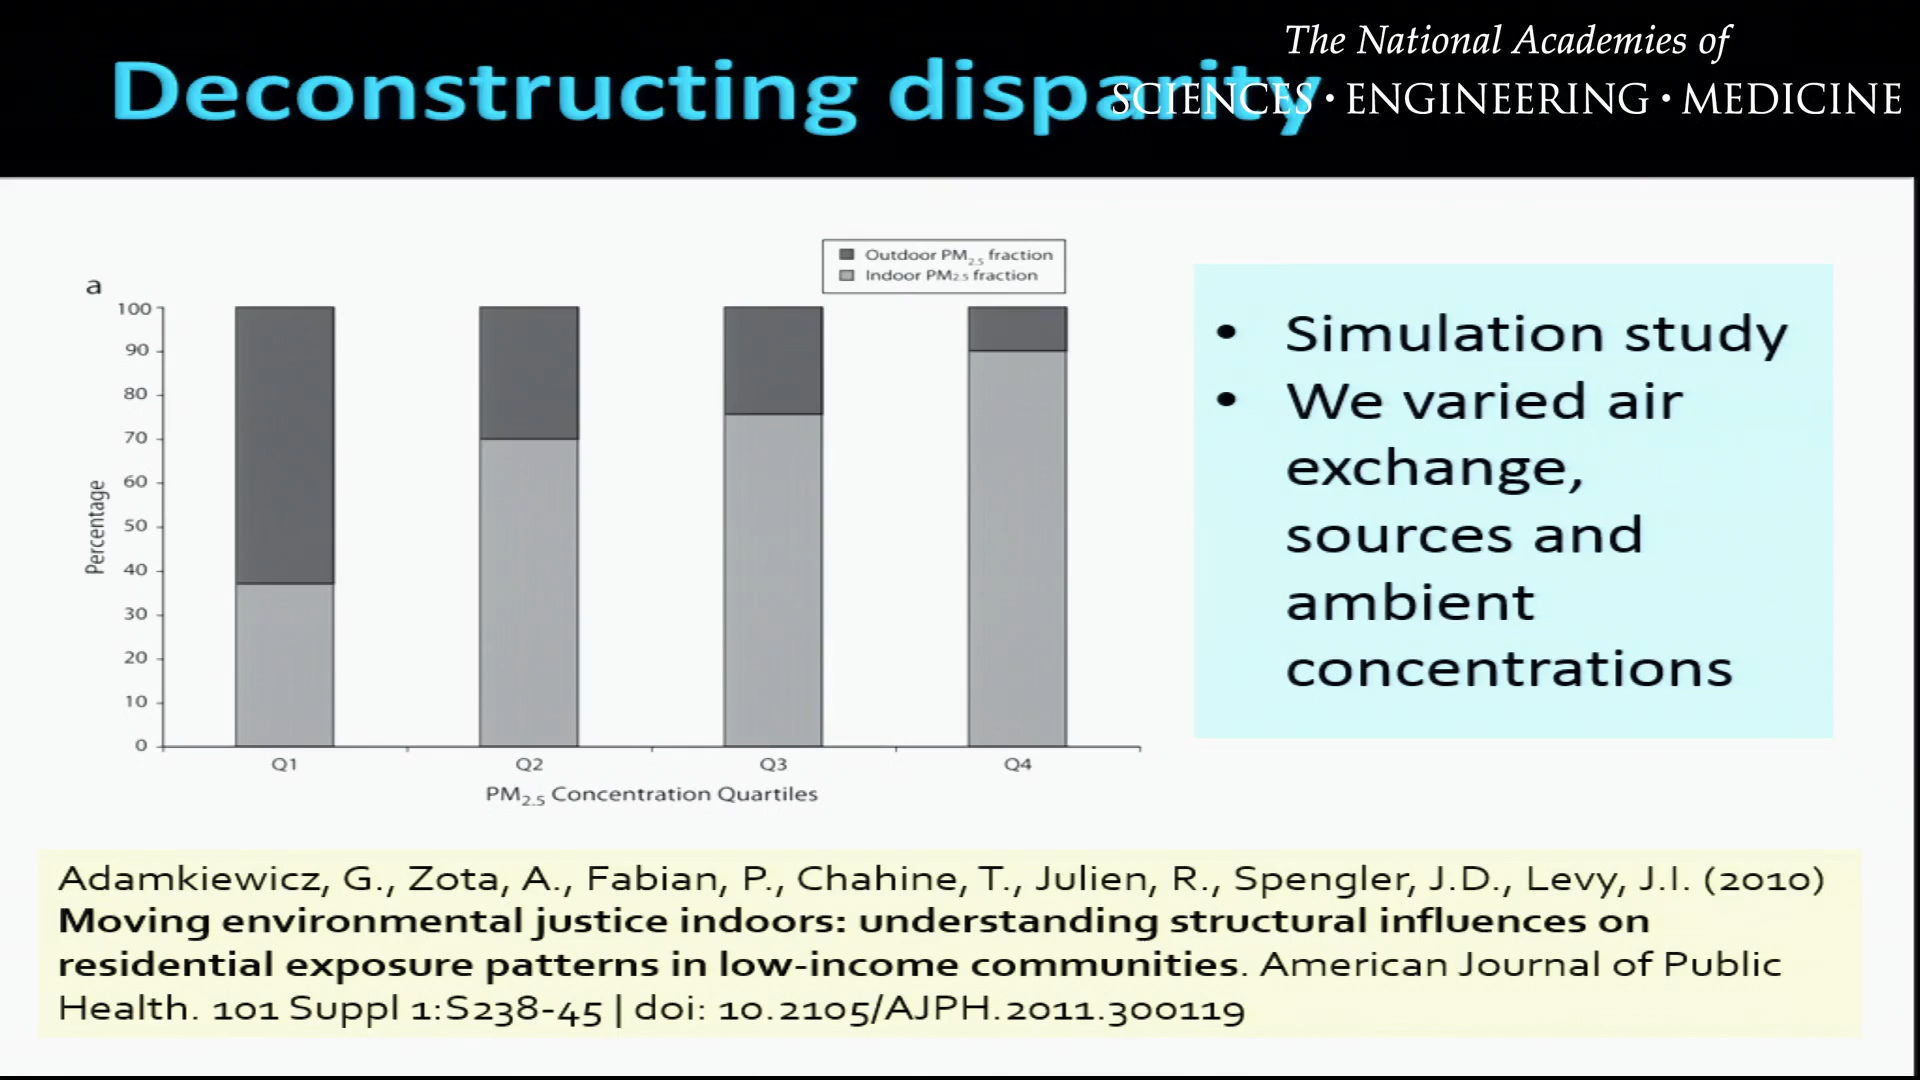 The National Academies of
SCIENCES • ENGINEERING • MEDICINE
Deconstructing disparity
Outdoor PM2.5 fraction
Indoor PM2.5 fraction
a
100
90
80
70
60
50
40
30
20
10
0
Percentage
Q1 Q2 Q3 Q4
PM2.5 Concentration Quartiles
• Simulation study
• We varied air
exchange,
sources and
ambient
concentrations
Adamkiewicz, G., Zota, A., Fabian, P., Chahine, T., Julien, R., Spengler, J.D., Levy, J.I. (2010)
Moving environmental justice indoors: understanding structural influences on
residential exposure patterns in low-income communities. American Journal of Public
Health. 101 Suppl 1:S238-45 | doi: 10.2105/AJPH.2011.300119